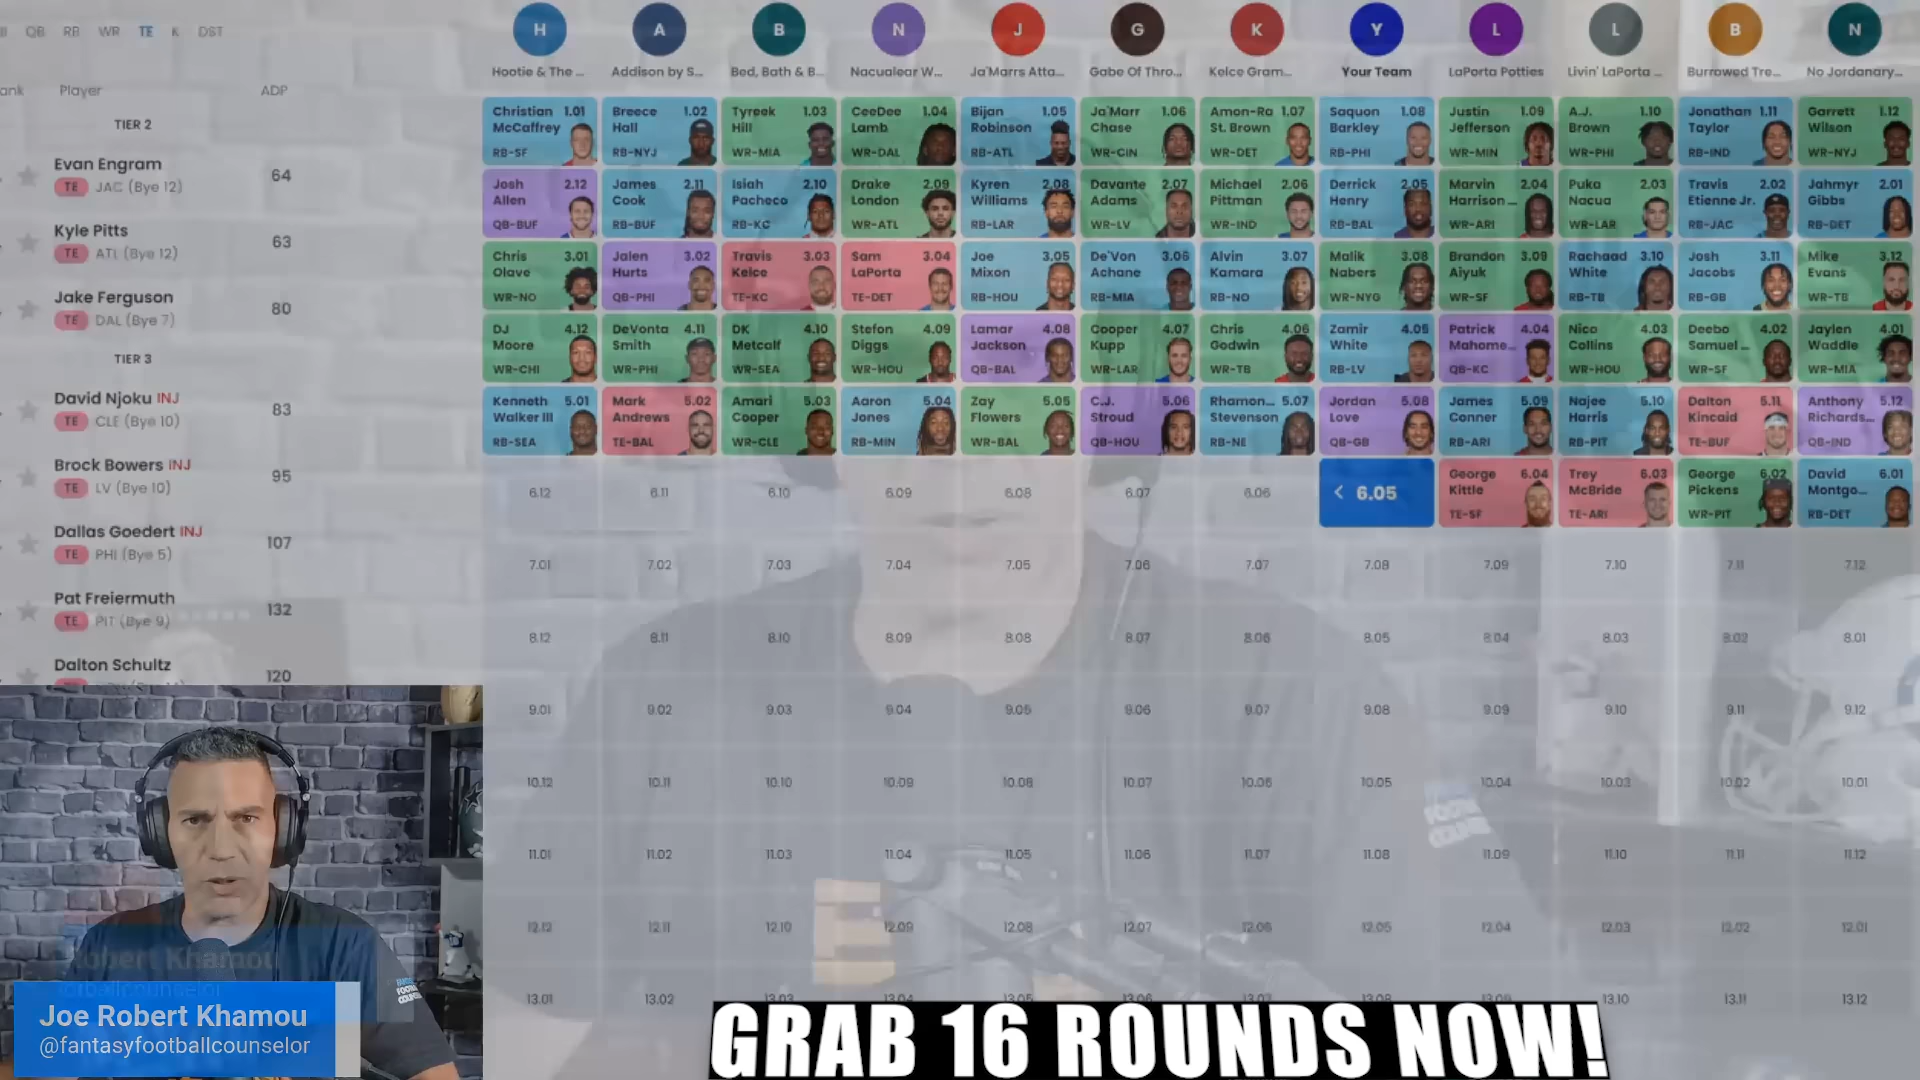 QB RB WR TE K DST
Player ADP
TIER 2
Evan Engram 64
TE JAC (Bye 12)
Kyle Pitts 63
TE ATL (Bye 12)
Jake Ferguson 80
TE DAL (Bye 7)
TIER 3
David Njoku INJ 83
TE CLE (Bye 10)
Brock Bowers INJ 95
TE LV (Bye 10)
Dallas Goedert INJ 107
TE PHI (Bye 5)
Pat Freiermuth 132
TE PIT (Bye 9)
Dalton Schultz 120
H A B N J G K Y L L B N
Hootie & The ... Addison by S... Bed, Bath & B... Nacualear W... Ja'Marrs Atta... Gabe Of Thro... Kelce Gram... Your Team LaPorta Potties Livin' LaPorta ... Burrowed Tre... No Jordanary...
Christian 1.01 Breece 1.02 Tyreek 1.03 CeeDee 1.04 Bijan 1.05 Ja'Marr 1.06 Amon-Ra 1.07 Saquon 1.08 Justin 1.09 A.J. 1.10 Jonathan 1.11 Garrett 1.12
McCaffrey Hall Hill Lamb Robinson Chase St. Brown Barkley Jefferson Brown Taylor Wilson
RB-SF RB-NYJ WR-MIA WR-DAL RB-ATL WR-CIN WR-DET RB-PHI WR-MIN WR-PHI RB-IND WR-NYJ
Josh 2.12 James 2.11 Isiah 2.10 Drake 2.09 Kyren 2.08 Davante 2.07 Michael 2.06 Derrick 2.05 Marvin 2.04 Puka 2.03 Travis 2.02 Jahmyr 2.01
Allen Cook Pacheco London Williams Adams Pittman Henry Harrison ... Nacua Etienne Jr. Gibbs
QB-BUF RB-BUF RB-KC WR-ATL RB-LAR WR-LV WR-IND RB-BAL WR-ARI WR-LAR RB-JAC RB-DET
Chris 3.01 Jalen 3.02 Travis 3.03 Sam 3.04 Joe 3.05 De'Von 3.06 Alvin 3.07 Malik 3.08 Brandon 3.09 Rachaad 3.10 Josh 3.11 Mike 3.12
Olave Hurts Kelce LaPorta Mixon Achane Kamara Nabers Aiyuk White Jacobs Evans
WR-NO QB-PHI TE-KC TE-DET RB-HOU RB-MIA RB-NO WR-NYG WR-SF RB-TB RB-GB WR-TB
DJ 4.12 DeVonta 4.11 DK 4.10 Stefon 4.09 Lamar 4.08 Cooper 4.07 Chris 4.06 Zamir 4.05 Patrick 4.04 Nico 4.03 Deebo 4.02 Jaylen 4.01
Moore Smith Metcalf Diggs Jackson Kupp Godwin White Mahome... Collins Samuel ... Waddle
WR-CHI WR-PHI WR-SEA WR-HOU QB-BAL WR-LAR WR-TB RB-LV QB-KC WR-HOU WR-SF WR-MIA
Kenneth 5.01 Mark 5.02 Amari 5.03 Aaron 5.04 Zay 5.05 C.J. 5.06 Rhamon... 5.07 Jordan 5.08 James 5.09 Najee 5.10 Dalton 5.11 Anthony 5.12
Walker III Andrews Cooper Jones Flowers Stroud Stevenson Love Conner Harris Kincaid Richards...
RB-SEA TE-BAL WR-CLE RB-MIN WR-BAL QB-HOU RB-NE QB-GB RB-ARI RB-PIT TE-BUF QB-IND
George 6.04 Trey 6.03 George 6.02 David 6.01
6.12 6.11 6.10 6.09 6.08 6.07 6.06 < 6.05 Kittle McBride Pickens Montgo...
TE-SF TE-ARI WR-PIT RB-DET
7.01 7.02 7.03 7.04 7.05 7.06 7.07 7.08 7.09 7.10 7.11 7.12
8.12 8.11 8.10 8.09 8.08 8.07 8.06 8.05 8.04 8.03 8.02 8.01
9.01 9.02 9.03 9.04 9.05 9.06 9.07 9.08 9.09 9.10 9.11 9.12
10.12 10.11 10.10 10.09 10.08 10.07 10.06 10.05 10.04 10.03 10.02 10.01
11.01 11.02 11.03 11.04 11.05 11.06 11.07 11.08 11.09 11.10 11.11 11.12
12.12 12.11 12.10 12.09 12.08 12.07 12.06 12.05 12.04 12.03 12.02 12.01
13.01 13.02 13.03 13.04 13.05 13.06 13.07 13.08 13.09 13.10 13.11 13.12
Joe Robert Khamou
@fantasyfootballcounselor
GRAB 16 ROUNDS NOW!